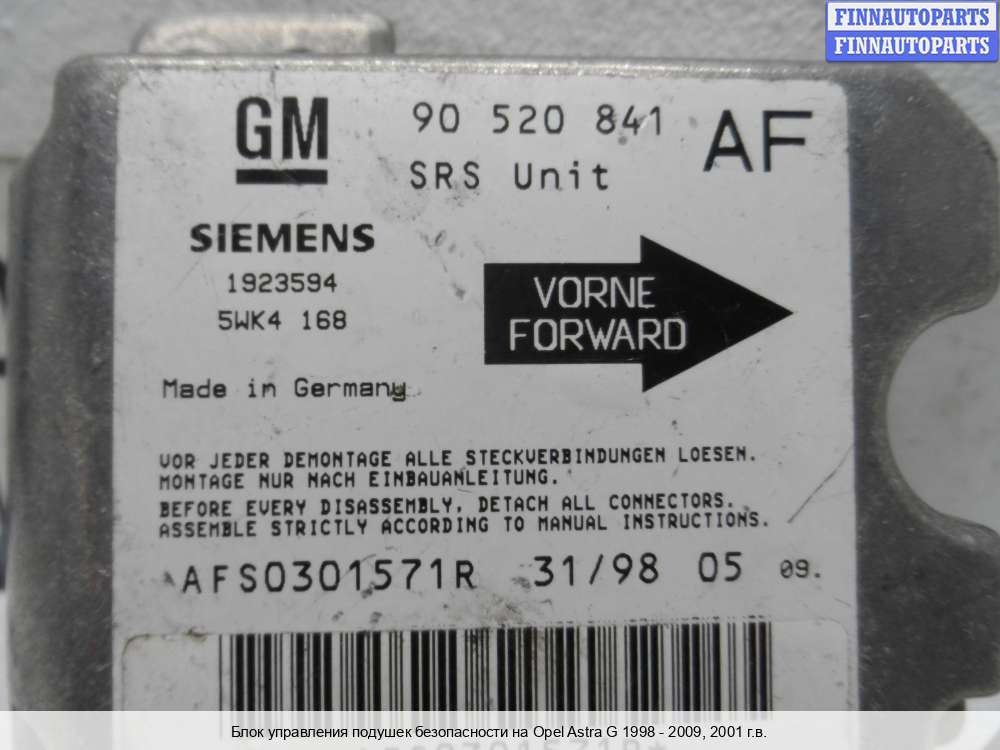 FINNAUTOPARTS
FINNAUTOPARTS
GM
90 520 841
AF
SRS Unit
SIEMENS
1923594
5WK4 168
VORNE
FORWARD
Made in Germany
VOR JEDER DEMONTAGE ALLE STECKVERBINDUNGEN LOESEN.
MONTAGE NUR NACH EINBAUANLEITUNG.
BEFORE EVERY DISASSEMBLY, DETACH ALL CONNECTORS.
ASSEMBLE STRICTLY ACCORDING TO MANUAL INSTRUCTIONS.
AFS0301571R 31/98 05 09.
Блок управления подушек безопасности на Opel Astra G 1998 - 2009, 2001 г.в.